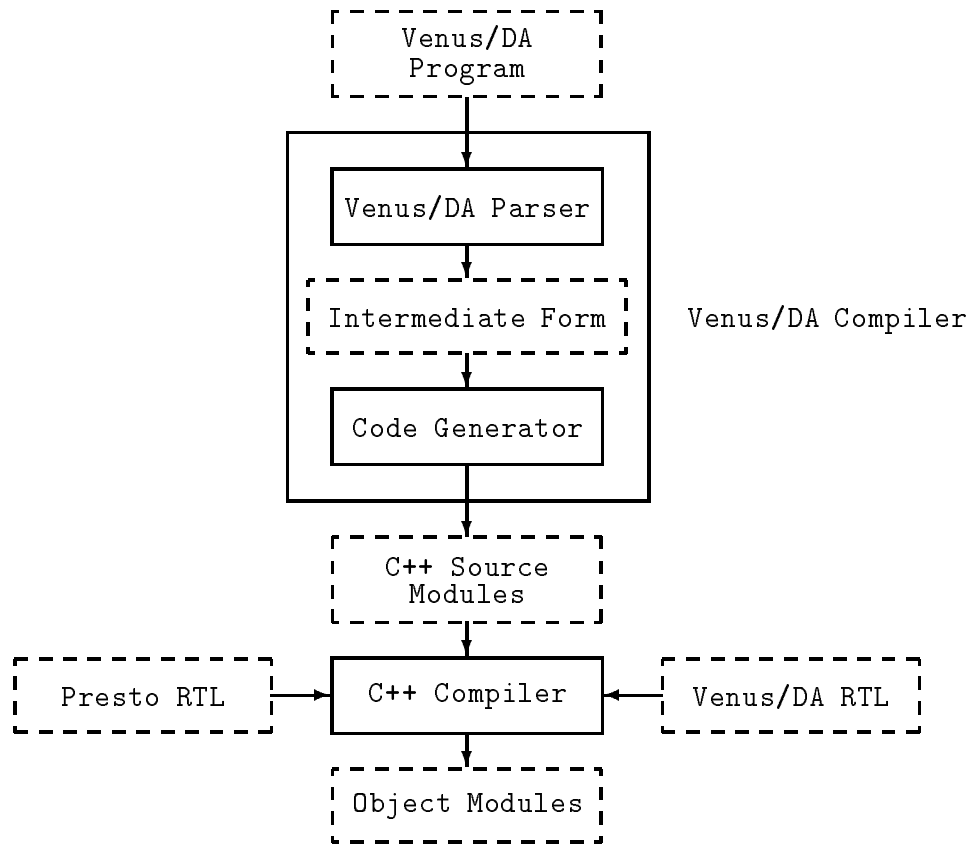 Venus/DA
Program
Venus/DA Parser
Intermediate Form
Venus/DA Compiler
Code Generator
C++ Source
Modules
Presto RTL
C++ Compiler
Venus/DA RTL
Object Modules